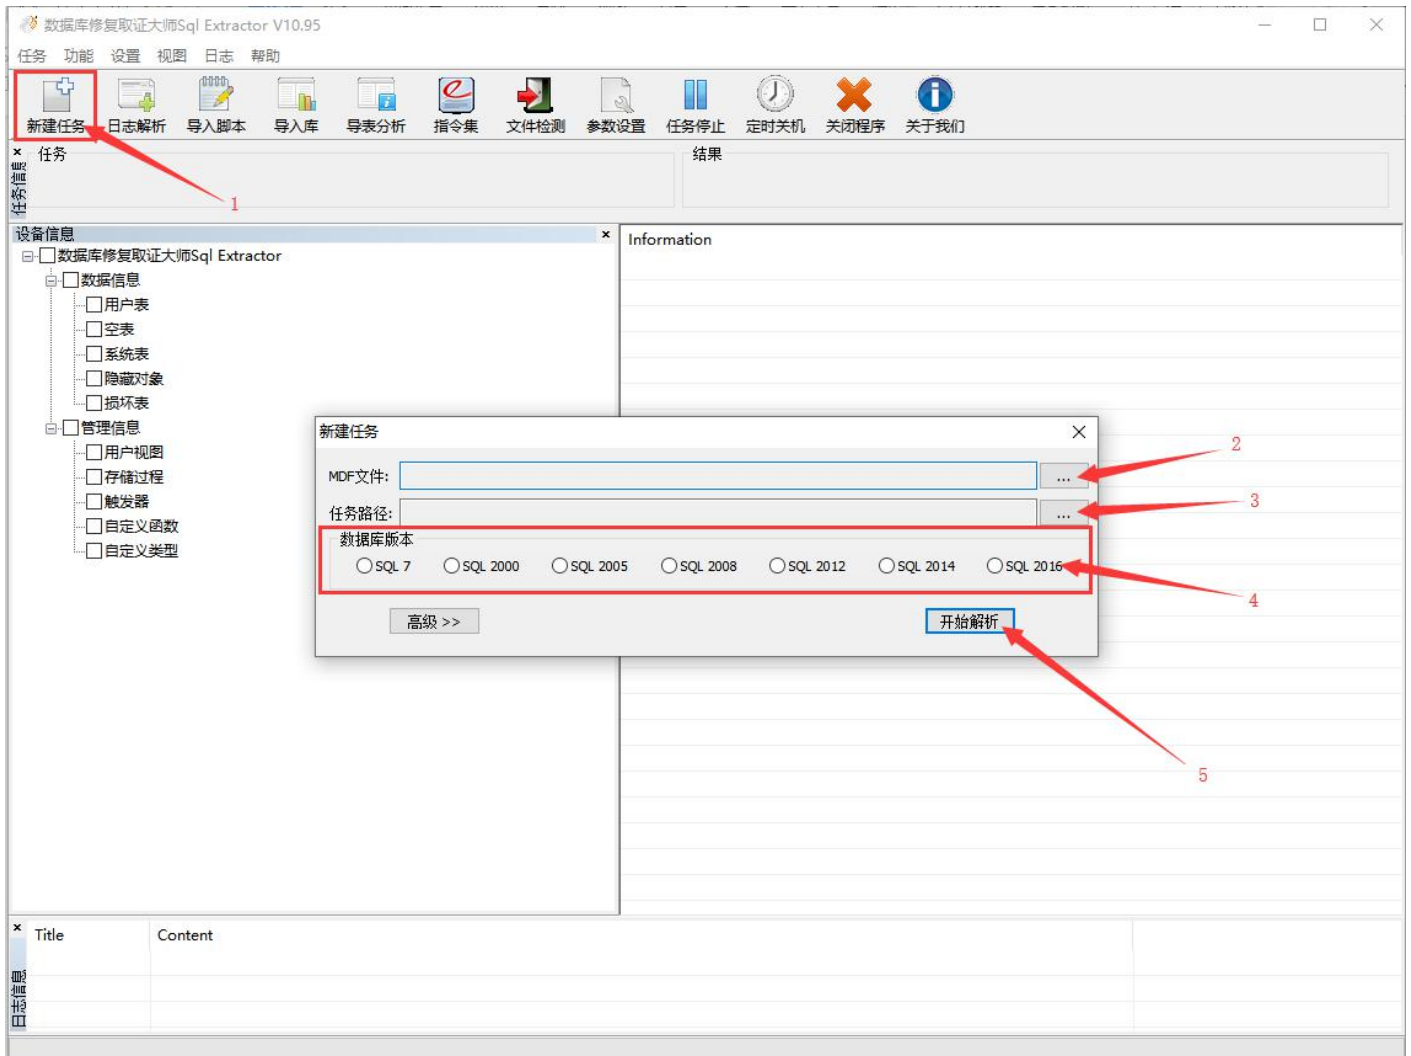 数据库修复取证大师Sql Extractor V10.95
任务 功能 设置 视图 日志 帮助
新建任务 日志解析 导入脚本 导入库 导表分析 指令集 文件检测 参数设置 任务停止 定时关机 关闭程序 关于我们
任务信息
任务
结果
1
设备信息
数据库修复取证大师Sql Extractor
数据信息
用户表
空表
系统表
隐藏对象
损坏表
管理信息
用户视图
存储过程
触发器
自定义函数
自定义类型
Information
新建任务
MDF文件: ...
2
任务路径: ...
3
数据库版本
SQL 7 SQL 2000 SQL 2005 SQL 2008 SQL 2012 SQL 2014 SQL 2016
4
高级 >> 开始解析
5
Title Content
日志信息